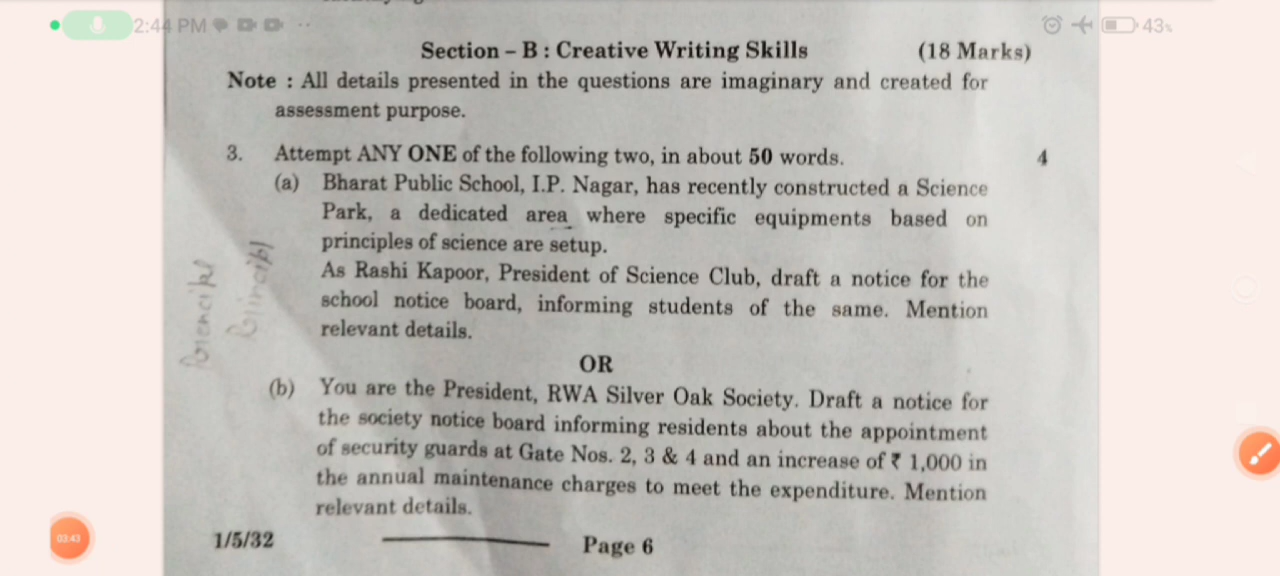 2:44 PM
43%
Section – B : Creative Writing Skills (18 Marks)
Note : All details presented in the questions are imaginary and created for
assessment purpose.
3. Attempt ANY ONE of the following two, in about 50 words. 4
(a) Bharat Public School, I.P. Nagar, has recently constructed a Science
Park, a dedicated area where specific equipments based on
principles of science are setup.
As Rashi Kapoor, President of Science Club, draft a notice for the
school notice board, informing students of the same. Mention
relevant details.
OR
(b) You are the President, RWA Silver Oak Society. Draft a notice for
the society notice board informing residents about the appointment
of security guards at Gate Nos. 2, 3 & 4 and an increase of ₹ 1,000 in
the annual maintenance charges to meet the expenditure. Mention
relevant details.
1/5/32 Page 6
03:43